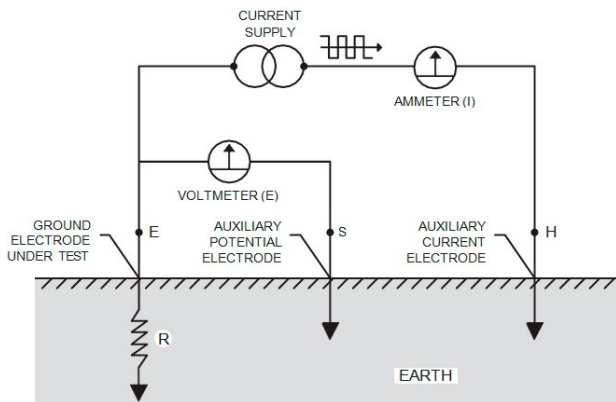 CURRENT
SUPPLY
AMMETER (I)
VOLTMETER (E)
GROUND
ELECTRODE
UNDER TEST
E
AUXILIARY
POTENTIAL
ELECTRODE
S
AUXILIARY
CURRENT
ELECTRODE
H
R
EARTH